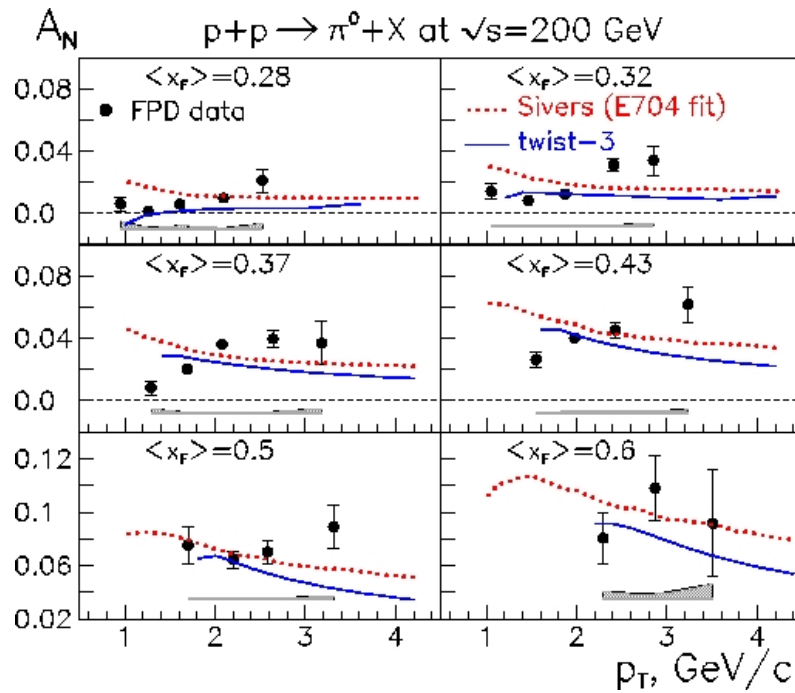 A_N p+p → π⁰+X at √s=200 GeV
<x_F>=0.28
<x_F>=0.32
FPD data
Sivers (E704 fit)
twist-3
0.08
0.04
0.0
<x_F>=0.37
<x_F>=0.43
0.08
0.04
0.0
<x_F>=0.5
<x_F>=0.6
0.12
0.1
0.08
0.06
0.04
0.02
1 2 3 4 1 2 3 4
p_T, GeV/c